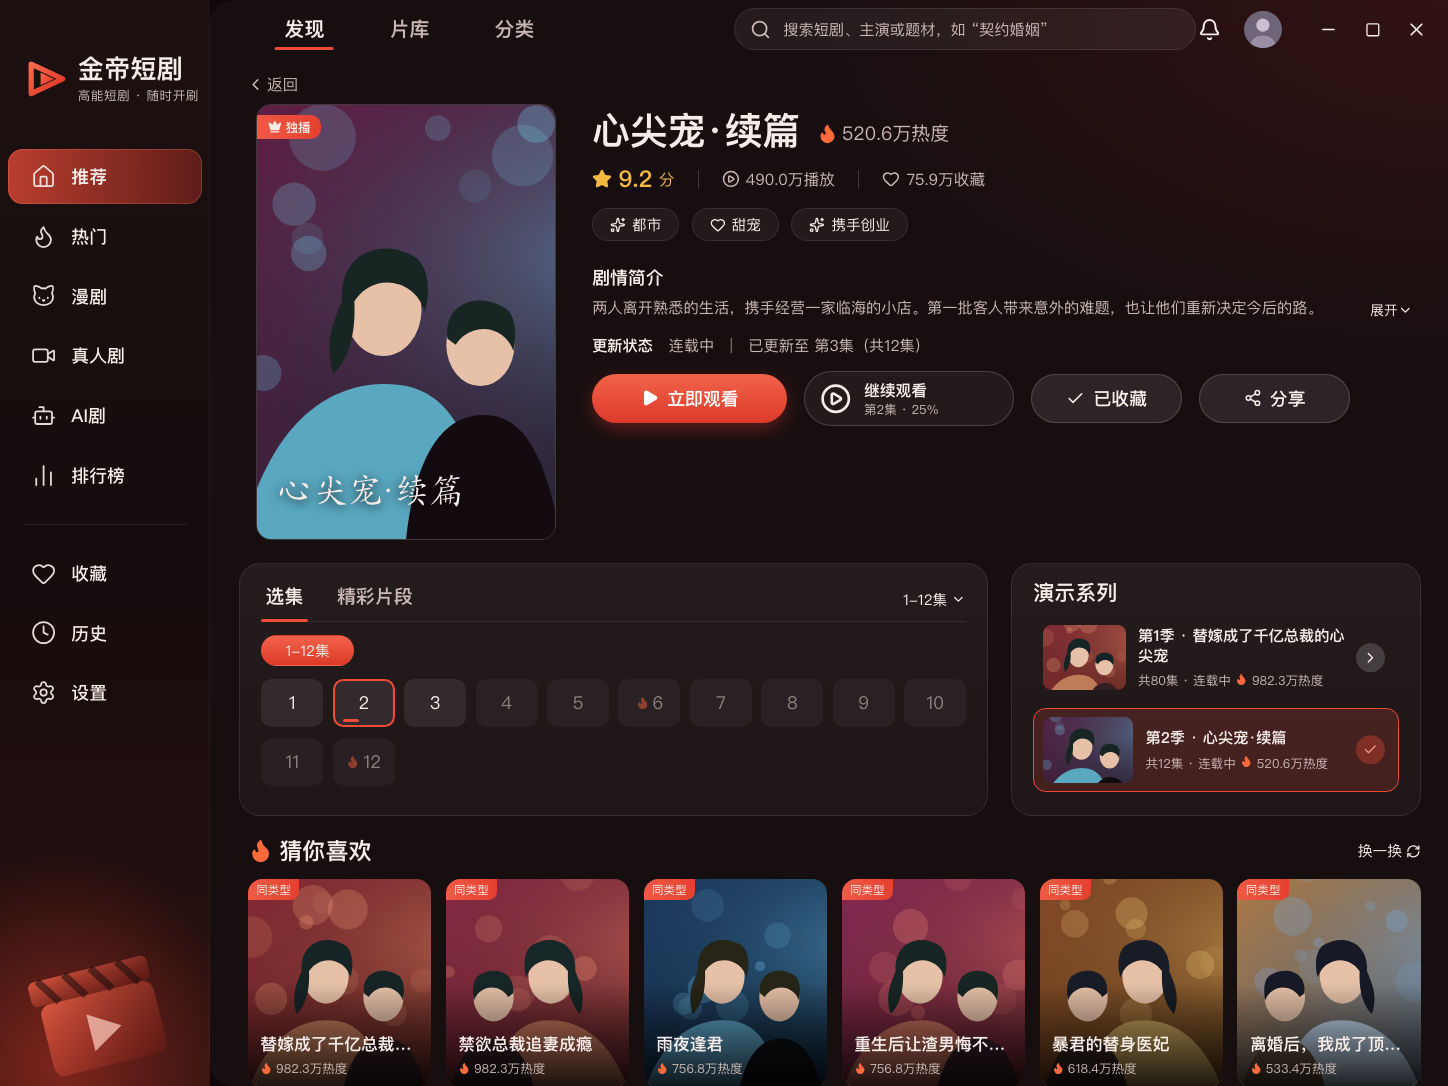 发现
片库
分类
搜索短剧、主演或题材，如 “契约婚姻”
金帝短剧
高能短剧 · 随时开刷
推荐
热门
漫剧
真人剧
AI剧
排行榜
收藏
历史
设置
返回
独播
心尖宠·续篇
心尖宠·续篇
520.6万热度
9.2 分
490.0万播放
75.9万收藏
都市
甜宠
携手创业
剧情简介
两人离开熟悉的生活，携手经营一家临海的小店。第一批客人带来意外的难题，也让他们重新决定今后的路。
展开
更新状态 连载中 | 已更新至 第3集（共12集）
立即观看
继续观看
第2集 · 25%
已收藏
分享
选集
精彩片段
1-12集
1-12集
1 2 3 4 5 6 7 8 9 10
11 12
演示系列
第1季 · 替嫁成了千亿总裁的心
尖宠
共80集 · 连载中 982.3万热度
第2季 · 心尖宠·续篇
共12集 · 连载中 520.6万热度
猜你喜欢
换一换
同类型
替嫁成了千亿总裁...
982.3万热度
同类型
禁欲总裁追妻成瘾
982.3万热度
同类型
雨夜逢君
756.8万热度
同类型
重生后让渣男悔不...
756.8万热度
同类型
暴君的替身医妃
618.4万热度
同类型
离婚后，我成了顶...
533.4万热度